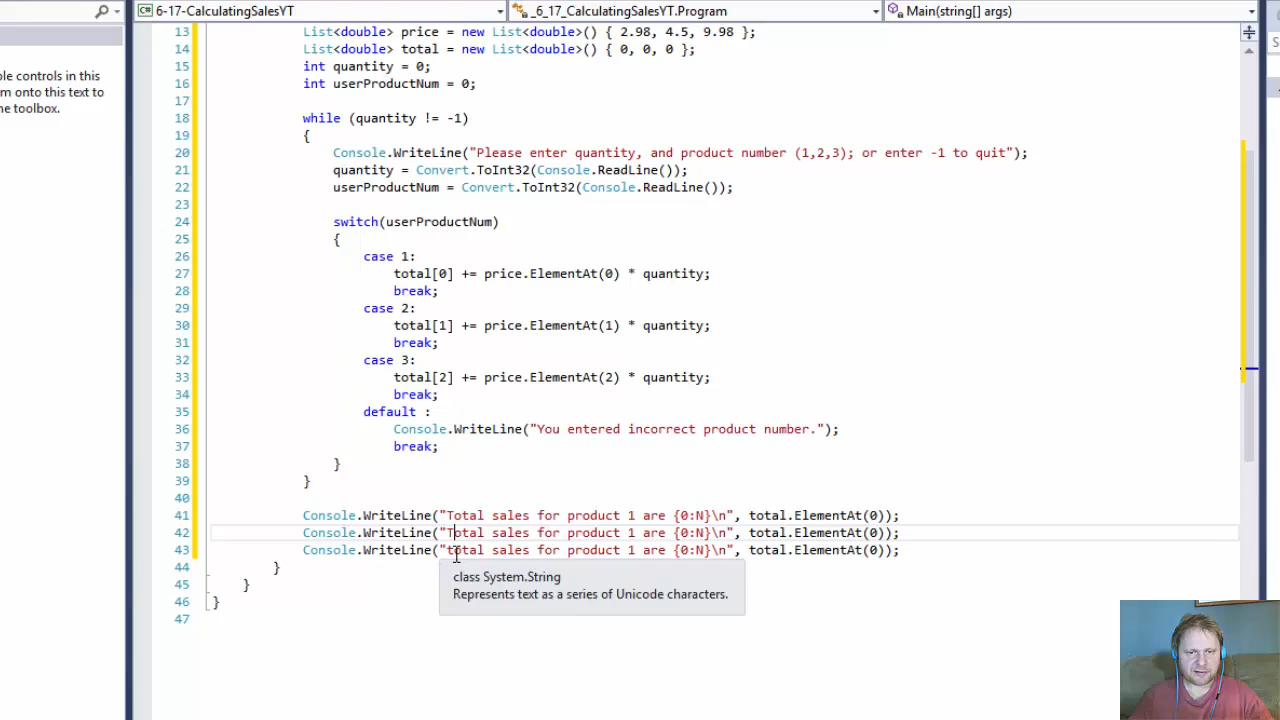 6-17-CalculatingSalesYT
_6_17_CalculatingSalesYT.Program
Main(string[] args)
ole controls in this
m onto this text to
he toolbox.
13 List<double> price = new List<double>() { 2.98, 4.5, 9.98 };
14 List<double> total = new List<double>() { 0, 0, 0 };
15 int quantity = 0;
16 int userProductNum = 0;
17
18 while (quantity != -1)
19 {
20 Console.WriteLine("Please enter quantity, and product number (1,2,3); or enter -1 to quit");
21 quantity = Convert.ToInt32(Console.ReadLine());
22 userProductNum = Convert.ToInt32(Console.ReadLine());
23
24 switch(userProductNum)
25 {
26 case 1:
27 total[0] += price.ElementAt(0) * quantity;
28 break;
29 case 2:
30 total[1] += price.ElementAt(1) * quantity;
31 break;
32 case 3:
33 total[2] += price.ElementAt(2) * quantity;
34 break;
35 default :
36 Console.WriteLine("You entered incorrect product number.");
37 break;
38 }
39 }
40
41 Console.WriteLine("Total sales for product 1 are {0:N}\n", total.ElementAt(0));
42 Console.WriteLine("Total sales for product 1 are {0:N}\n", total.ElementAt(0));
43 Console.WriteLine("total sales for product 1 are {0:N}\n", total.ElementAt(0));
44 }
45 }
46 }
47
class System.String
Represents text as a series of Unicode characters.